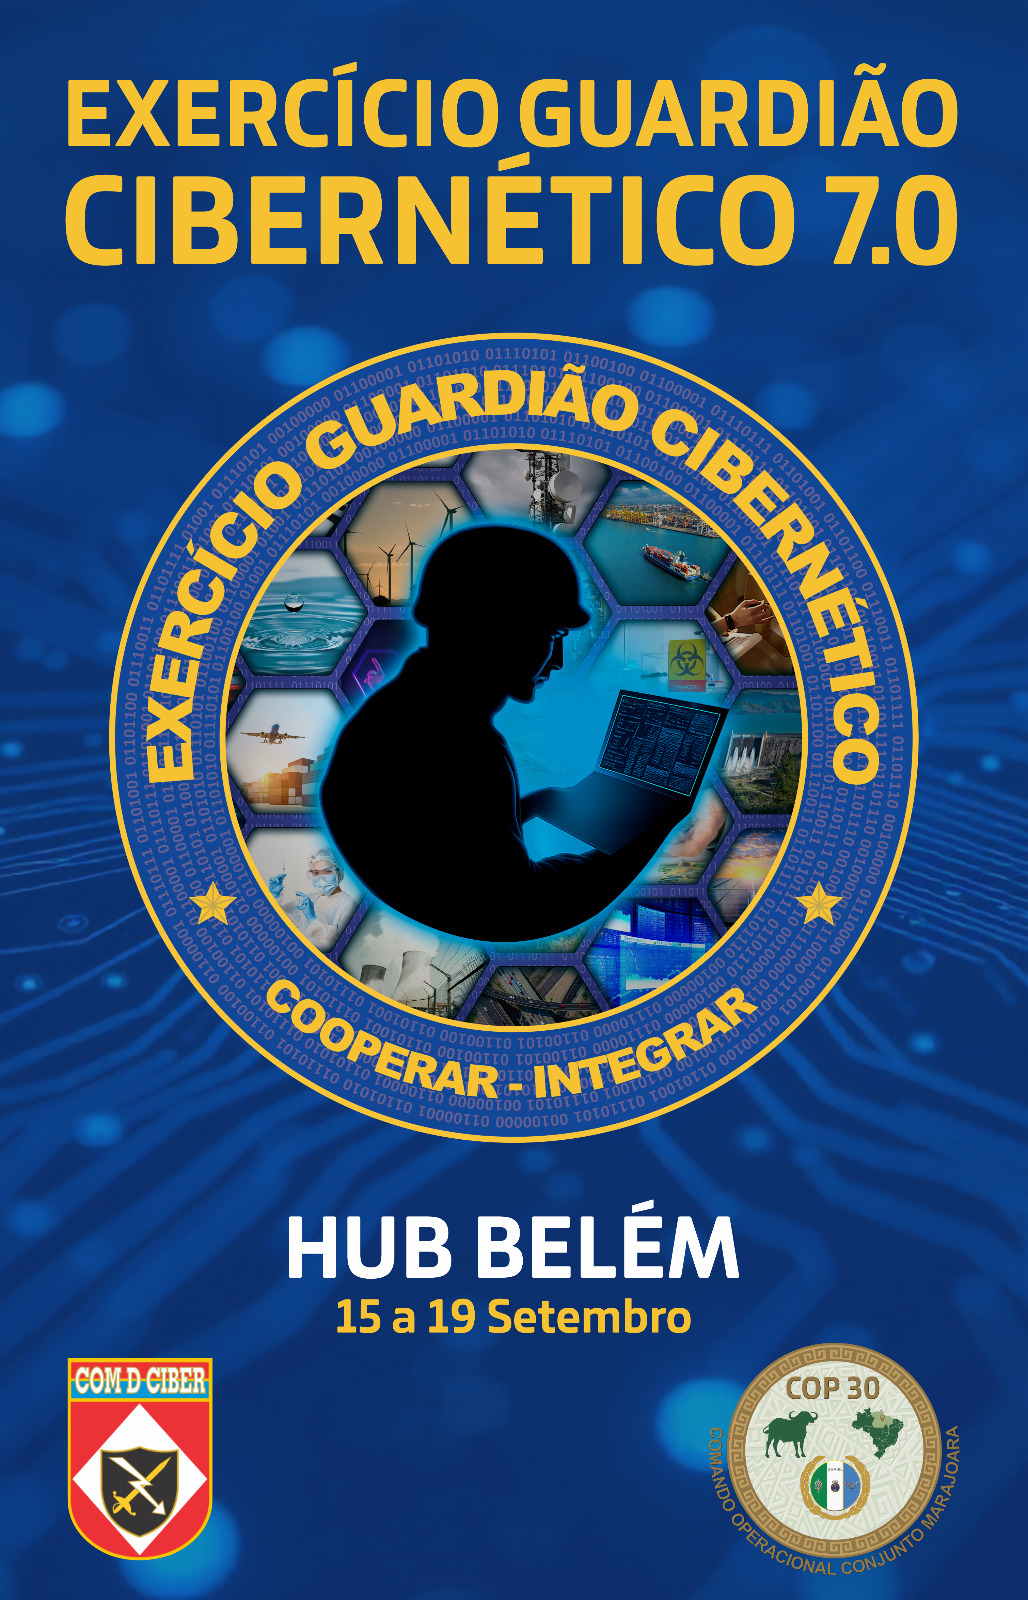 EXERCÍCIO GUARDIÃO
CIBERNÉTICO 7.0
EXERCÍCIO GUARDIÃO CIBERNÉTICO
COOPERAR - INTEGRAR
HUB BELÉM
15 a 19 Setembro
COM D CIBER
COP 30
BRASIL
COMANDO OPERACIONAL CONJUNTO MARAJOARA